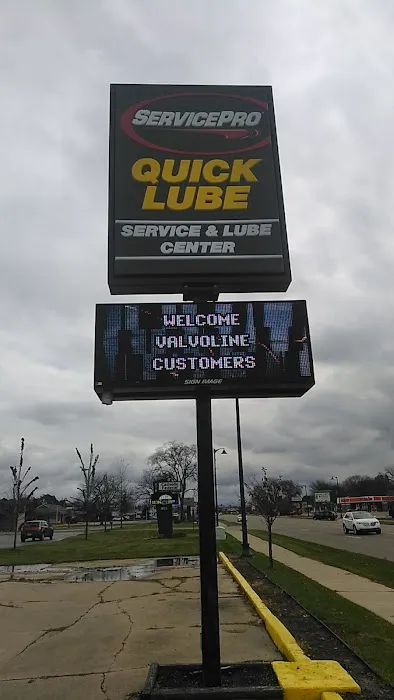 SERVICEPRO
QUICK
LUBE
SERVICE & LUBE
CENTER
WELCOME
VALVOLINE
CUSTOMERS
SIGN IMAGE